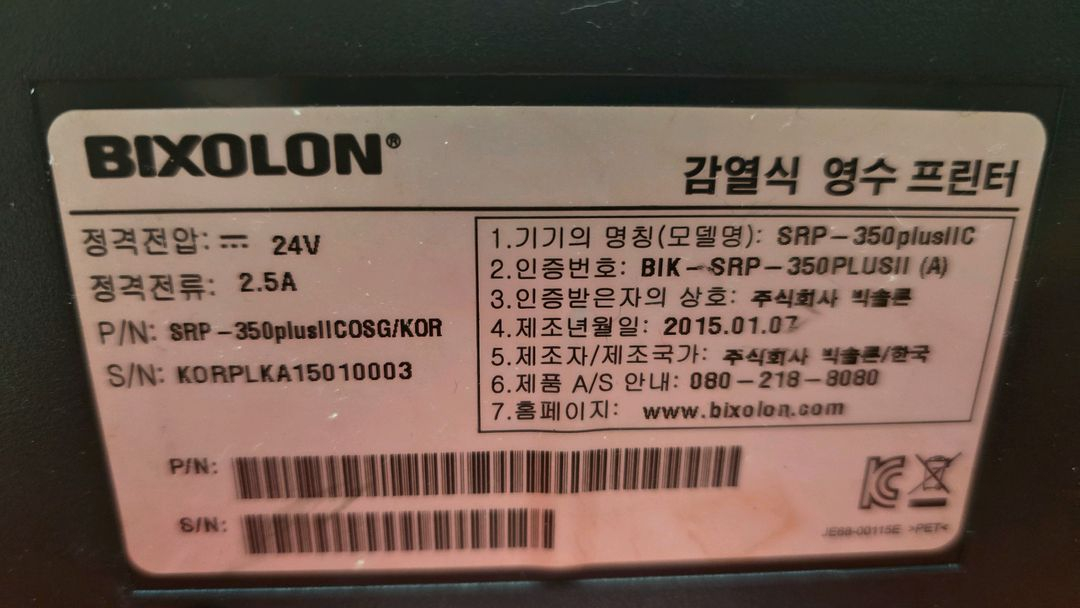 BIXOLON®
감열식 영수 프린터
정격전압: 24V
정격전류: 2.5A
P/N: SRP-350plusIICOSG/KOR
S/N: KORPLKA15010003
1.기기의 명칭(모델명): SRP-350plusIIC
2.인증번호: BIK-SRP-350PLUSII (A)
3.인증받은자의 상호: 주식회사 빅솔론
4.제조년월일: 2015.01.07
5.제조자/제조국가: 주식회사 빅솔론/한국
6.제품 A/S 안내: 080-218-8080
7.홈페이지: www.bixolon.com
P/N:
S/N:
JE68-00115E >PET<